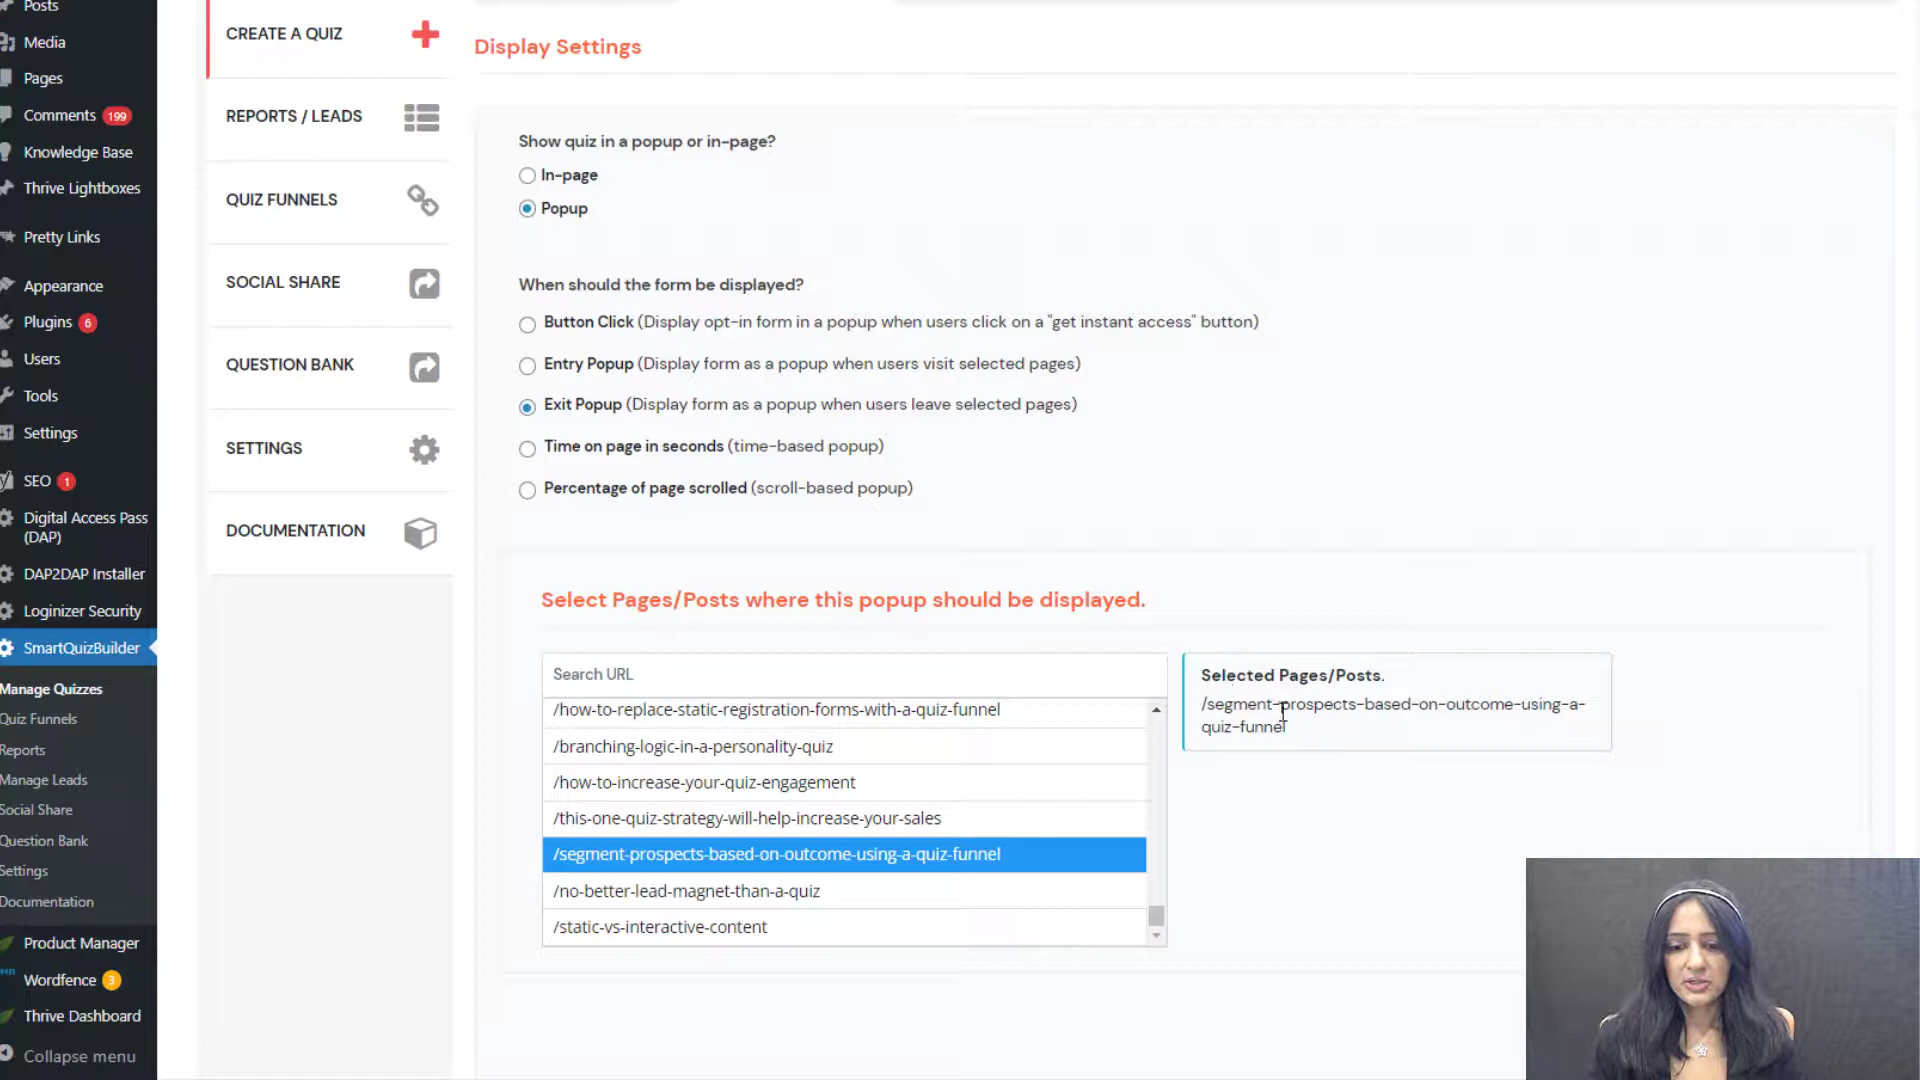 Posts
Media
Pages
Comments 199
Knowledge Base
Thrive Lightboxes
Pretty Links
Appearance
Plugins 6
Users
Tools
Settings
SEO 1
Digital Access Pass
(DAP)
DAP2DAP Installer
Loginizer Security
SmartQuizBuilder
Manage Quizzes
Quiz Funnels
Reports
Manage Leads
Social Share
Question Bank
Settings
Documentation
Product Manager
Wordfence 3
Thrive Dashboard
Collapse menu
CREATE A QUIZ
REPORTS / LEADS
QUIZ FUNNELS
SOCIAL SHARE
QUESTION BANK
SETTINGS
DOCUMENTATION
Display Settings
Show quiz in a popup or in-page?
In-page
Popup
When should the form be displayed?
Button Click (Display opt-in form in a popup when users click on a "get instant access" button)
Entry Popup (Display form as a popup when users visit selected pages)
Exit Popup (Display form as a popup when users leave selected pages)
Time on page in seconds (time-based popup)
Percentage of page scrolled (scroll-based popup)
Select Pages/Posts where this popup should be displayed.
Search URL
/how-to-replace-static-registration-forms-with-a-quiz-funnel
/branching-logic-in-a-personality-quiz
/how-to-increase-your-quiz-engagement
/this-one-quiz-strategy-will-help-increase-your-sales
/segment-prospects-based-on-outcome-using-a-quiz-funnel
/no-better-lead-magnet-than-a-quiz
/static-vs-interactive-content
Selected Pages/Posts.
/segment-prospects-based-on-outcome-using-a-
quiz-funnel